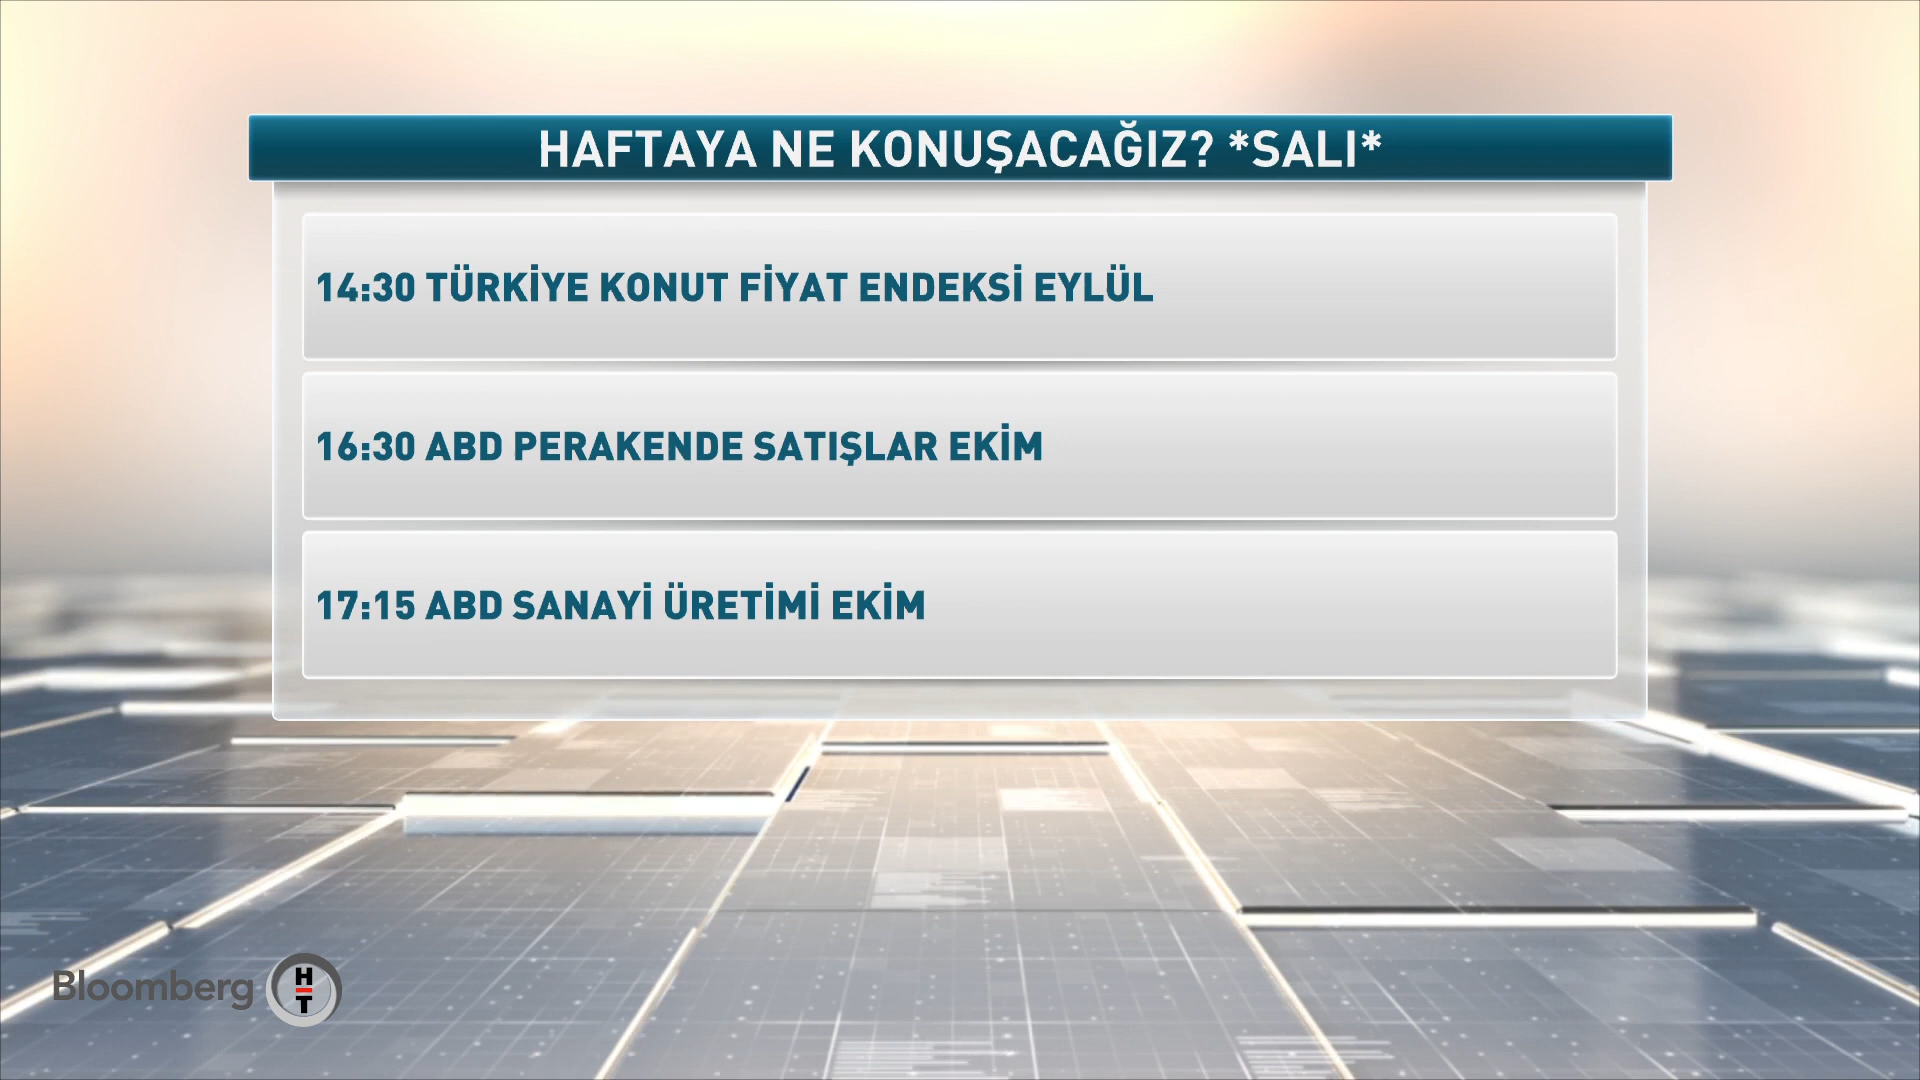 HAFTAYA NE KONUŞACAĞIZ? *SALI*
14:30 TÜRKİYE KONUT FİYAT ENDEKSİ EYLÜL
16:30 ABD PERAKENDE SATIŞLAR EKİM
17:15 ABD SANAYİ ÜRETİMİ EKİM
Bloomberg HT